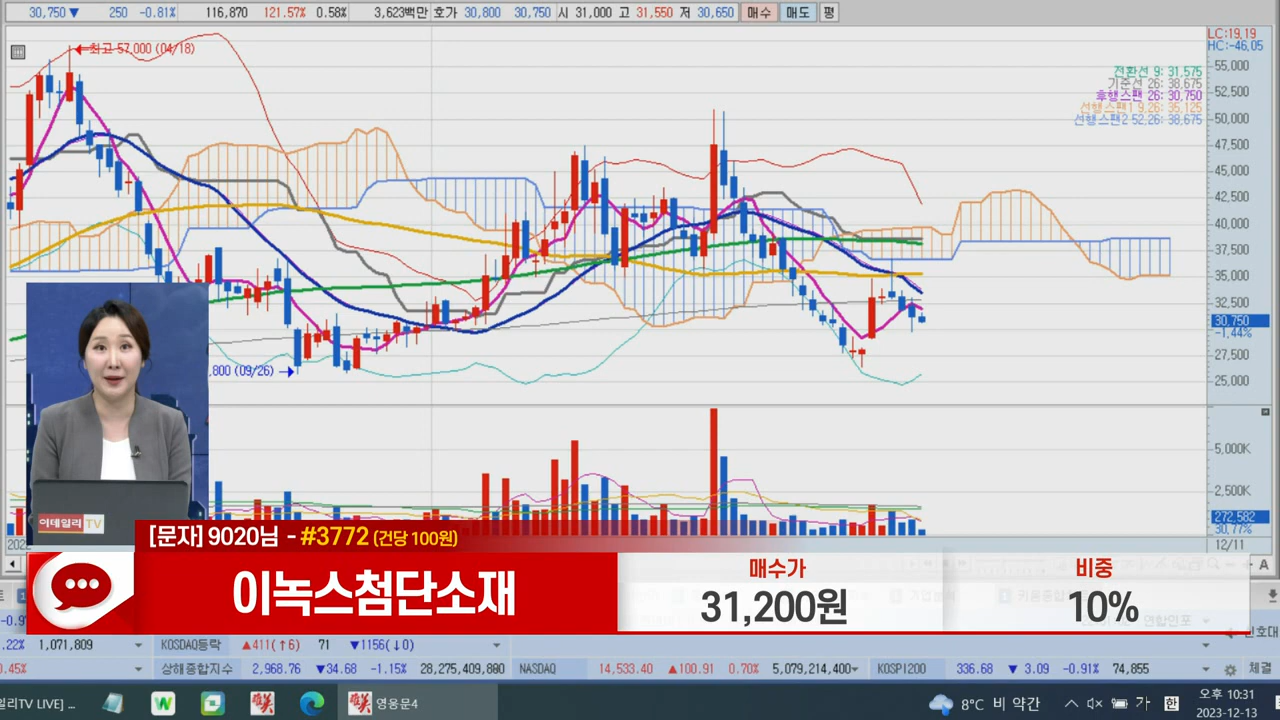 30,750 ▼ 250 -0.81% 116,870 121.57% 0.58% 3,623백만 호가 30,800 30,750 시 31,000 고 31,550 저 30,650 매수 매도 평
LC:19,19
HC:-46,05
최고 57,000 (04/18)
전환선 9: 31,575
기준선 26: 38,675
후행스팬 26: 30,750
선행스팬1 9,26: 35,125
선행스팬2 52,26: 38,675
55,000
52,500
50,000
47,500
45,000
42,500
40,000
37,500
35,000
32,500
30,750
-1,44%
27,500
25,000
,800 (09/26)
5,000K
2,500K
272,582
30,77%
12/11
A
이데일리 TV
[문자] 9020님 - #3772 (건당 100원)
이녹스첨단소재
매수가
31,200원
비중
10%
.22% 1,071,809 KOSDAQ등락 ▲411(↑6) 71 ▼1156(↓0)
0.45% 상해종합지수 2,968.76 ▼34.68 -1.15% 28,275,409,800 NASDAQ 14,533.40 ▲100.91 0.70% 5,079,214,400 KOSPI200 336.68 ▼ 3.09 -0.91% 74,855 체결
일리TV LIVE] ... 영웅문4 8°C 비 약간 가 한 오후 10:31
2023-12-13